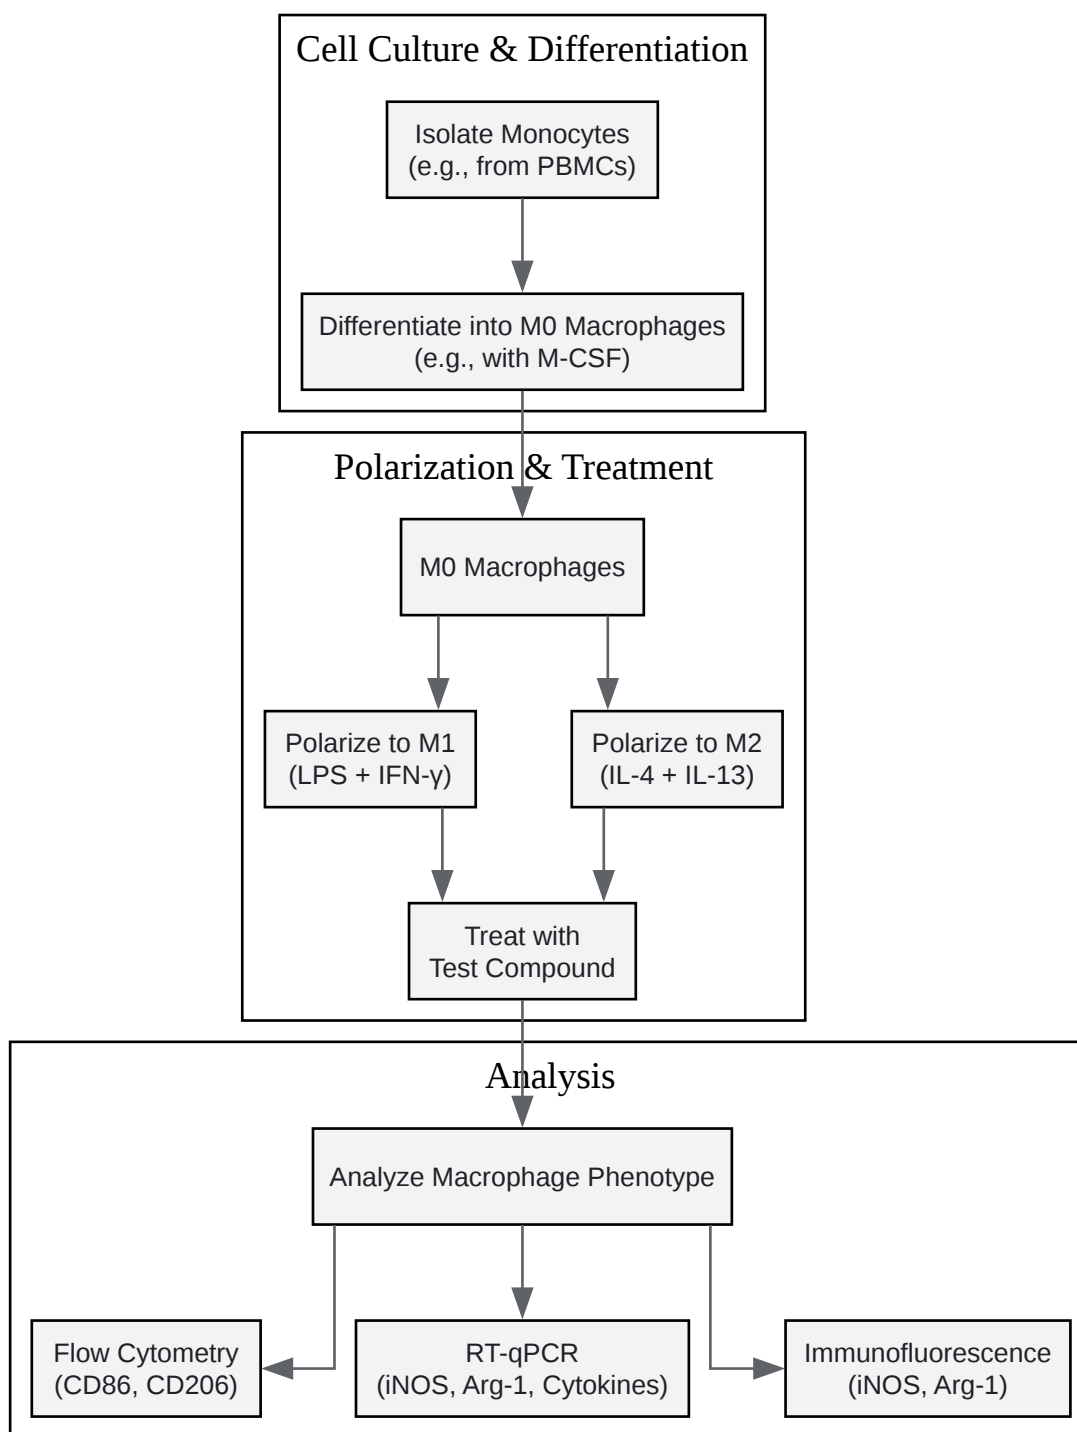 Cell Culture & Differentiation
Isolate Monocytes
(e.g., from PBMCs)
Differentiate into M0 Macrophages
(e.g., with M-CSF)
Polarization & Treatment
M0 Macrophages
Polarize to M1
(LPS + IFN-γ)
Polarize to M2
(IL-4 + IL-13)
Treat with
Test Compound
Analysis
Analyze Macrophage Phenotype
Flow Cytometry
(CD86, CD206)
RT-qPCR
(iNOS, Arg-1, Cytokines)
Immunofluorescence
(iNOS, Arg-1)